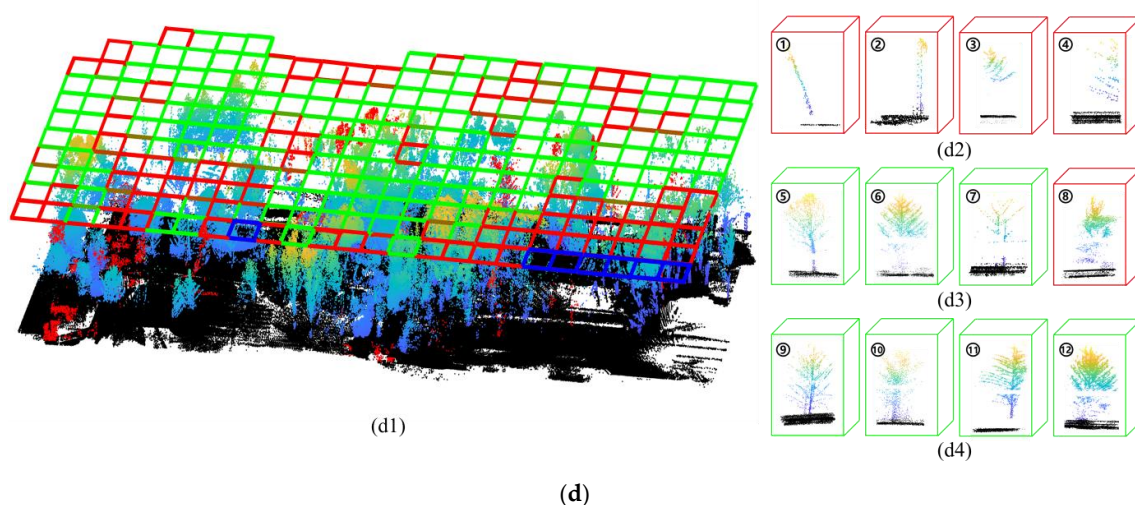 ① ② ③ ④
(d2)
⑤ ⑥ ⑦ ⑧
(d3)
⑨ ⑩ ⑪ ⑫
(d1)
(d4)
(d)